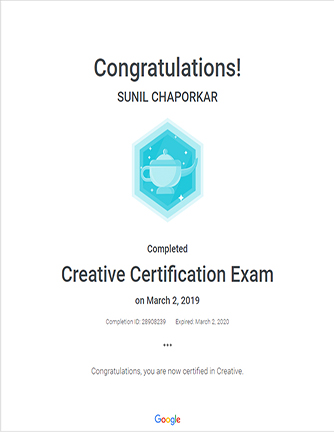 Congratulations!
SUNIL CHAPORKAR
Completed
Creative Certification Exam
on March 2, 2019
Completion ID: 28908239 Expired: March 2, 2020
Congratulations, you are now certified in Creative.
Google